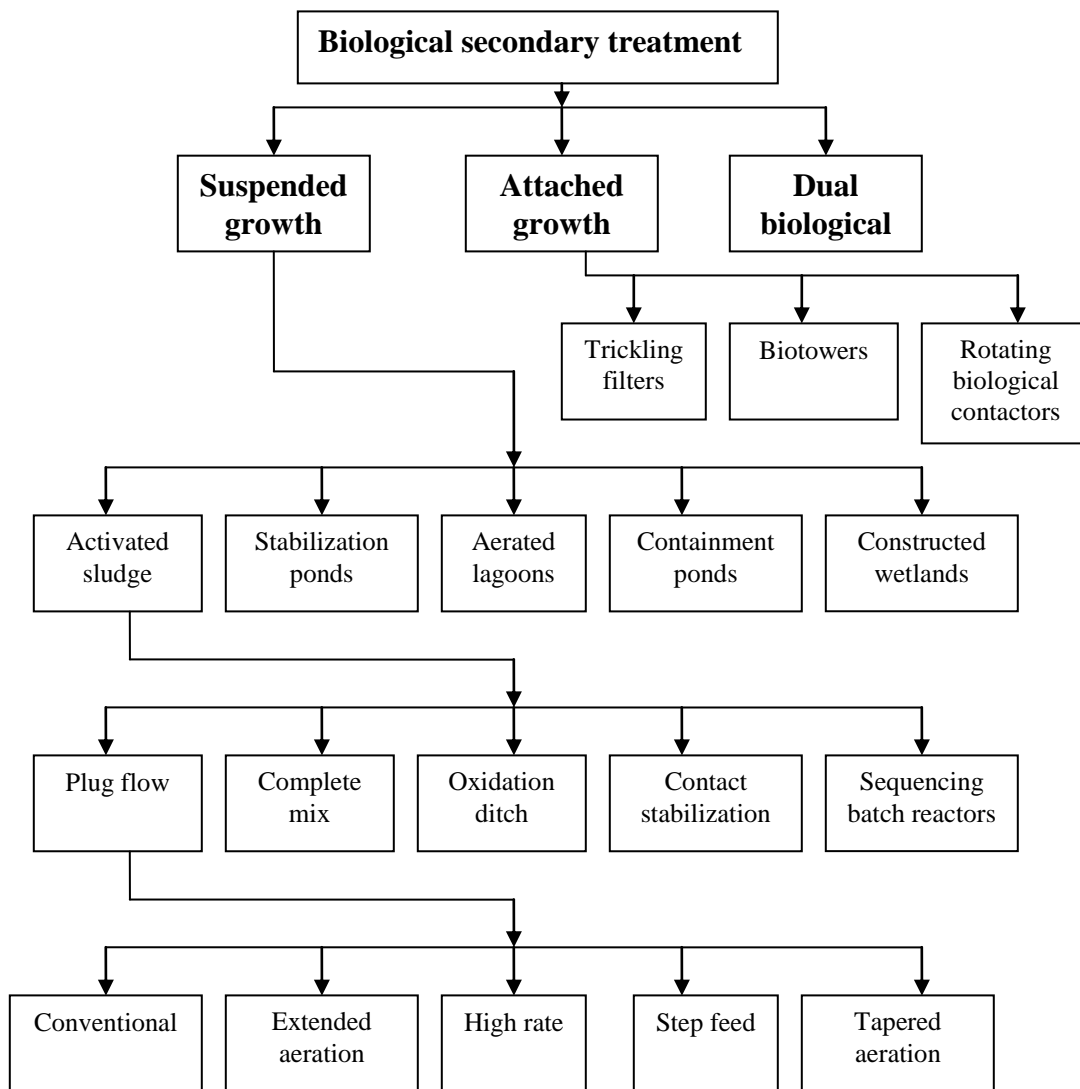 Biological secondary treatment
Suspended
growth
Attached
growth
Dual
biological
Trickling
filters
Biotowers
Rotating
biological
contactors
Activated
sludge
Stabilization
ponds
Aerated
lagoons
Containment
ponds
Constructed
wetlands
Plug flow
Complete
mix
Oxidation
ditch
Contact
stabilization
Sequencing
batch reactors
Conventional
Extended
aeration
High rate
Step feed
Tapered
aeration